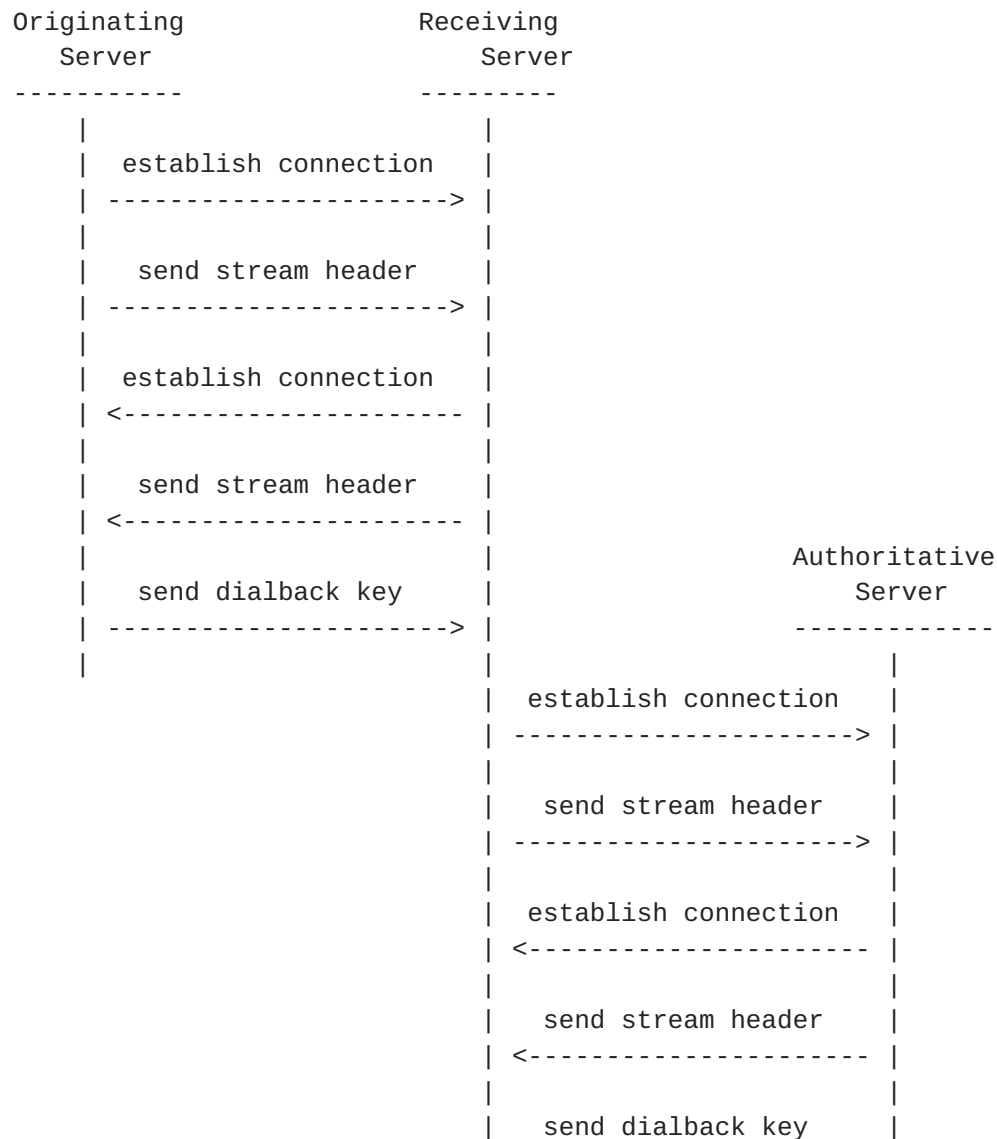 Originating                Receiving
   Server                     Server
-----------                ---------
    |                          |
    |  establish connection    |
    | ----------------------> |
    |                          |
    |   send stream header     |
    | ----------------------> |
    |                          |
    |  establish connection    |
    | <---------------------- |
    |                          |
    |   send stream header     |
    | <---------------------- |
    |                          |                   Authoritative
    |   send dialback key      |                       Server
    | ----------------------> |                   -------------
    |                          |                         |
                               |  establish connection   |
                               | ----------------------> |
                               |                         |
                               |   send stream header    |
                               | ----------------------> |
                               |                         |
                               |  establish connection   |
                               | <---------------------- |
                               |                         |
                               |   send stream header    |
                               | <---------------------- |
                               |                         |
                               |   send dialback key     |